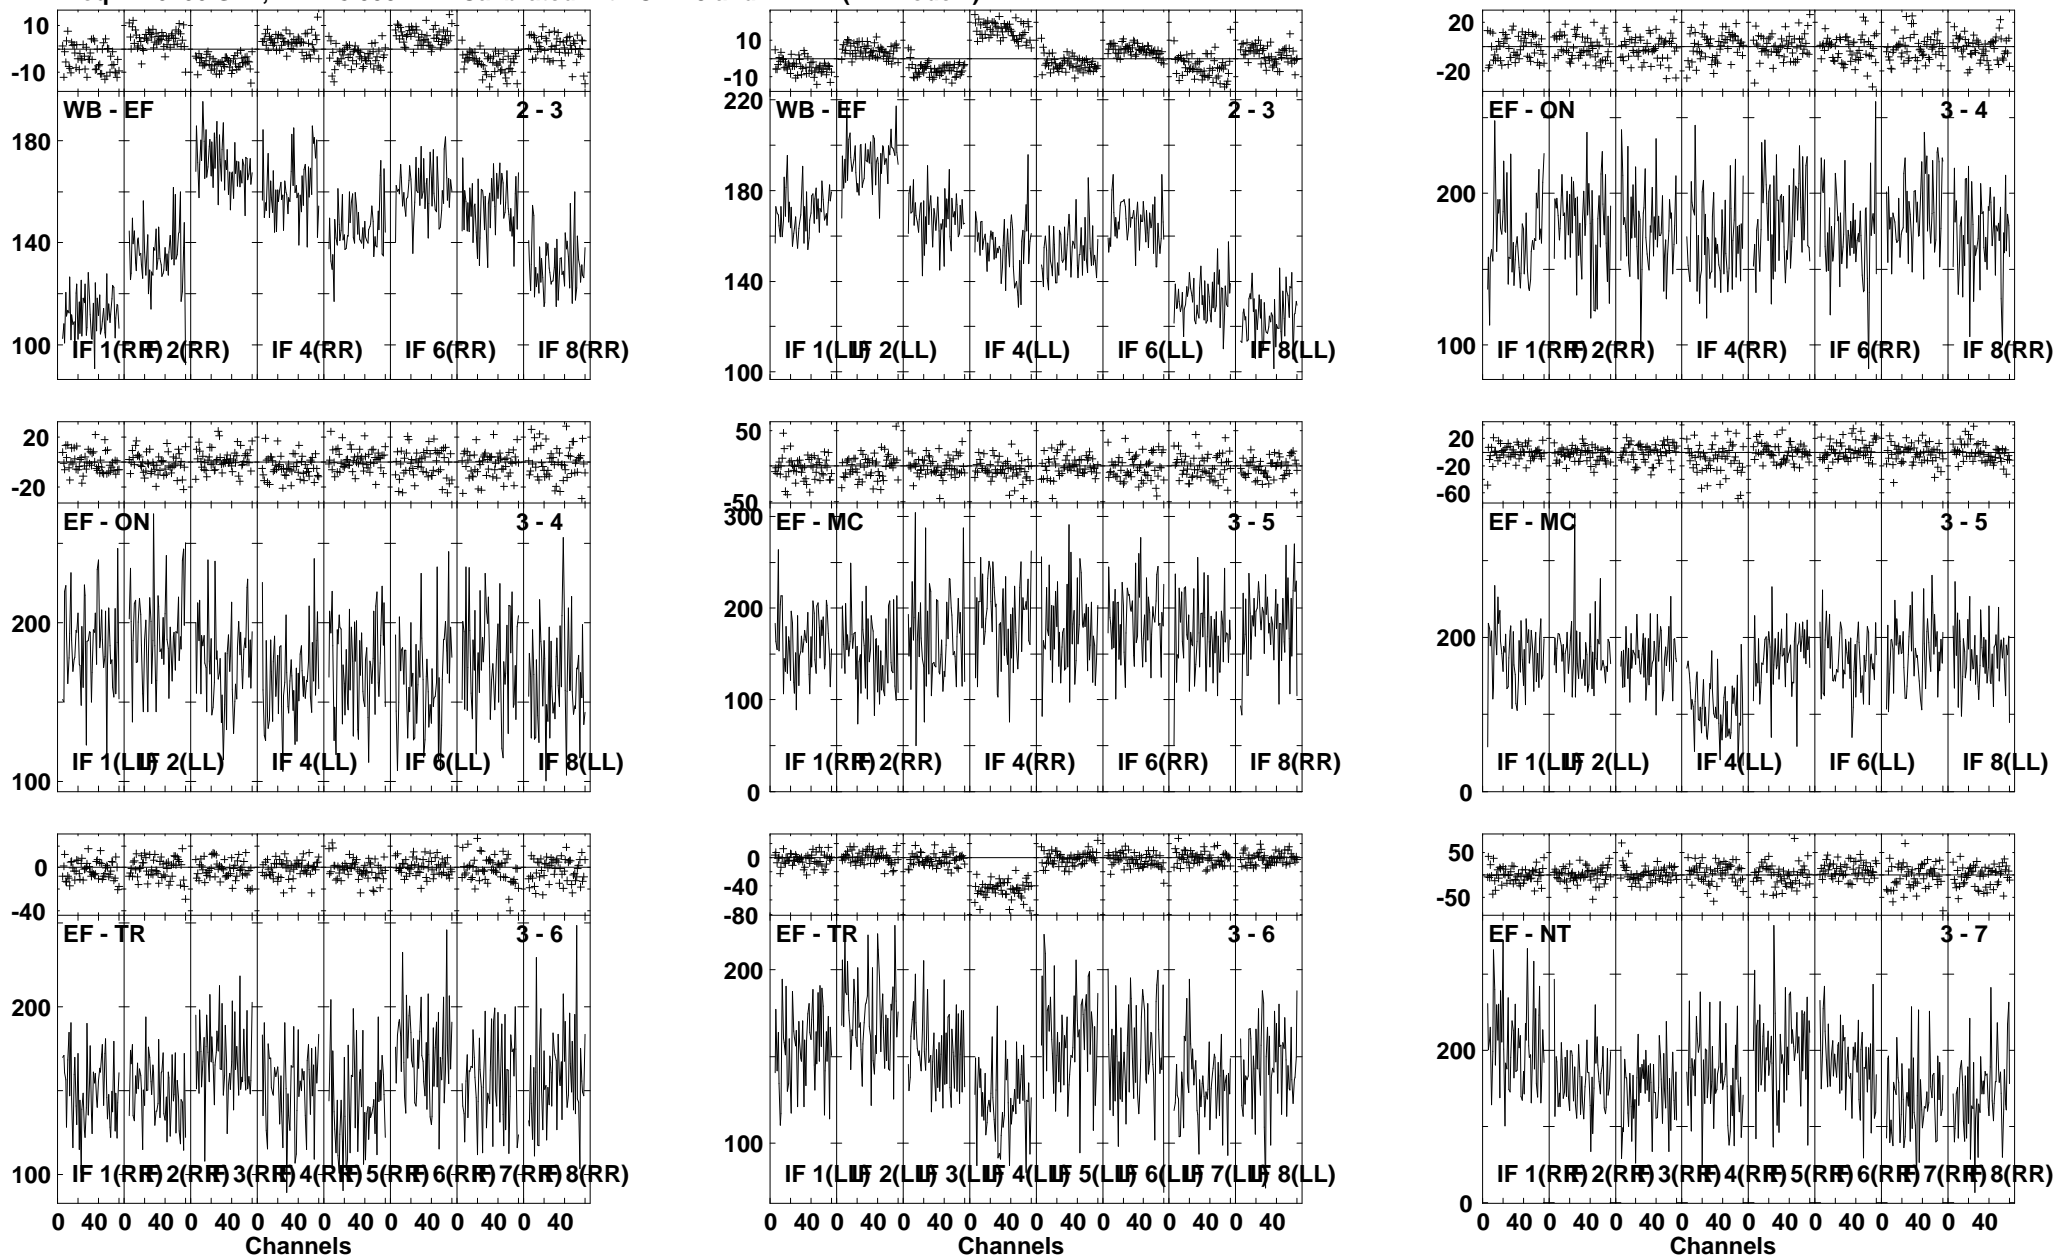 10
-10
WB - EF 2 - 3
180
140
100
IF 1(RR) IF 2(RR) IF 4(RR) IF 6(RR) IF 8(RR)
10
-10
220
WB - EF 2 - 3
180
140
100
IF 1(LL) IF 2(LL) IF 4(LL) IF 6(LL) IF 8(LL)
20
-20
EF - ON 3 - 4
200
100
IF 1(RR) IF 2(RR) IF 4(RR) IF 6(RR) IF 8(RR)
20
-20
EF - ON 3 - 4
200
100
IF 1(LL) IF 2(LL) IF 4(LL) IF 6(LL) IF 8(LL)
50
-50
300
EF - MC 3 - 5
200
100
0
IF 1(RR) IF 2(RR) IF 4(RR) IF 6(RR) IF 8(RR)
20
-20
-60
EF - MC 3 - 5
200
0
IF 1(LL) IF 2(LL) IF 4(LL) IF 6(LL) IF 8(LL)
0
-40
EF - TR 3 - 6
200
100
IF 1(RR) IF 2(RR) IF 3(RR) IF 4(RR) IF 5(RR) IF 6(RR) IF 7(RR) IF 8(RR)
0 40 0 40 0 40 0 40 0 40 0 40 0 40 0 40
Channels
0
-40
-80
EF - TR 3 - 6
200
100
IF 1(LL) IF 2(LL) IF 3(LL) IF 4(LL) IF 5(LL) IF 6(LL) IF 7(LL) IF 8(LL)
0 40 0 40 0 40 0 40 0 40 0 40 0 40 0 40
Channels
50
-50
EF - NT 3 - 7
200
0
IF 1(RR) IF 2(RR) IF 3(RR) IF 4(RR) IF 5(RR) IF 6(RR) IF 7(RR) IF 8(RR)
0 40 0 40 0 40 0 40 0 40 0 40 0 40 0 40
Channels